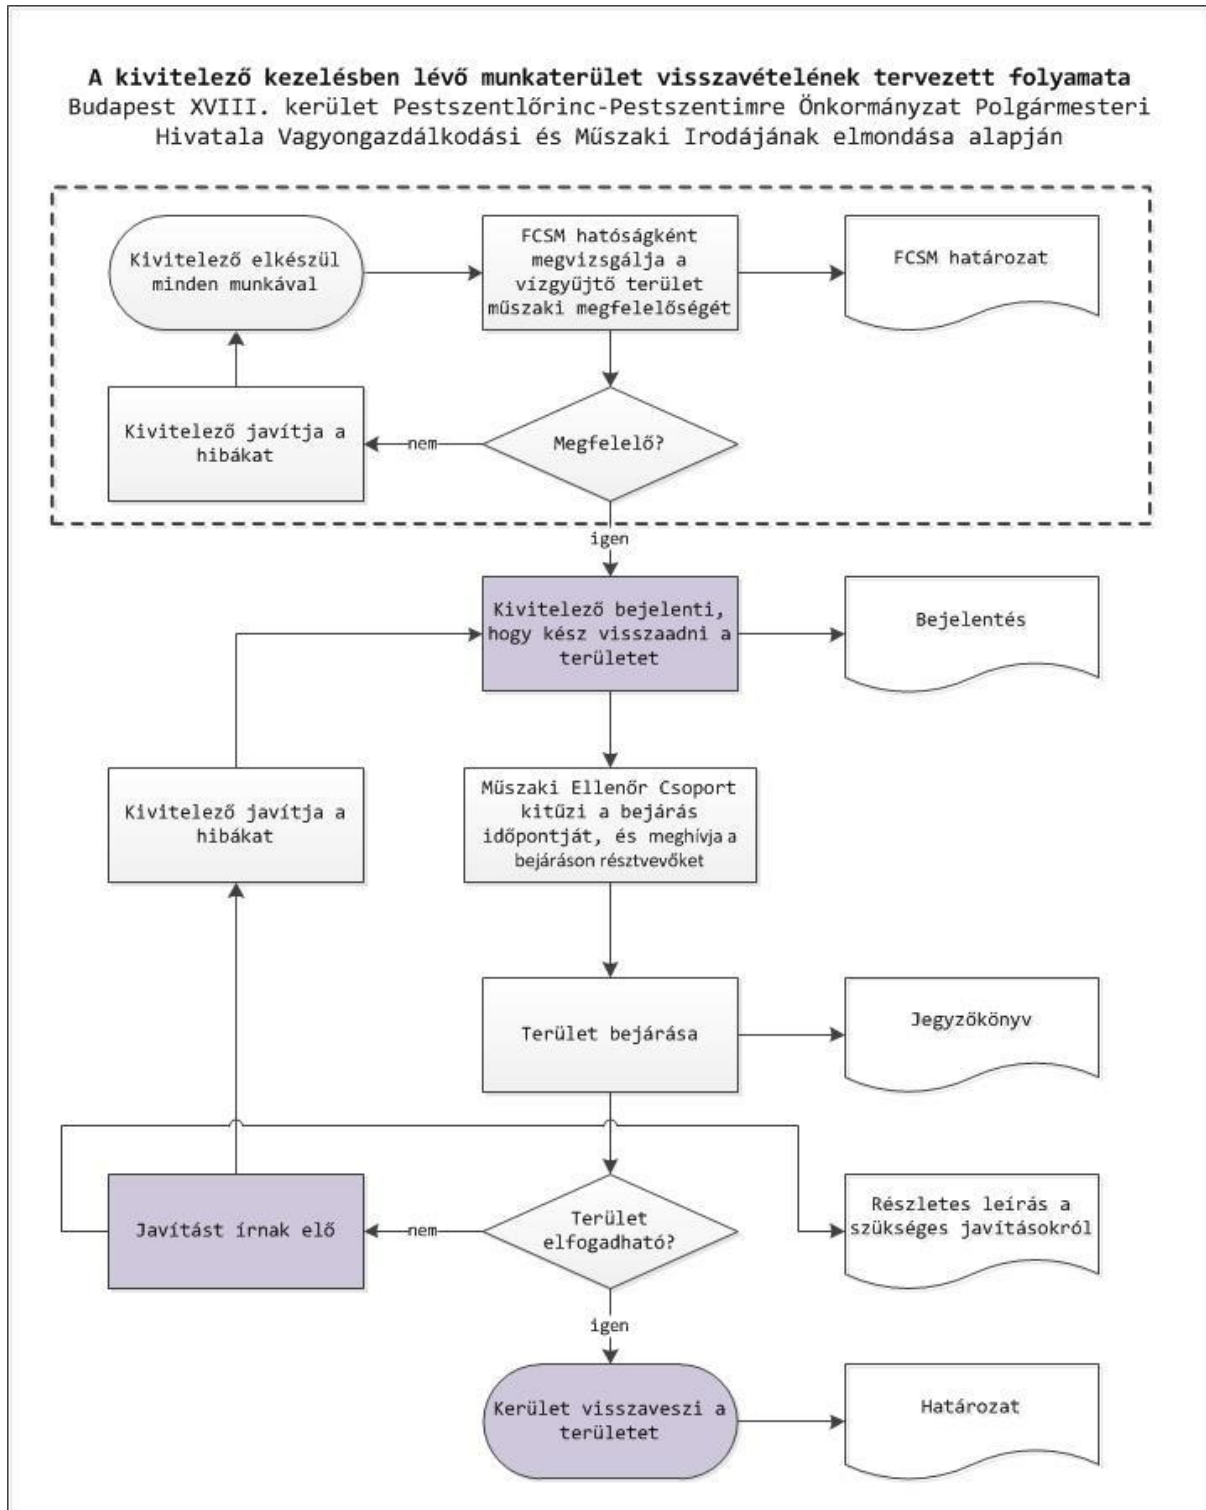 A kivitelező kezelésben lévő munkaterület visszavételének tervezett folyamata
Budapest XVIII. kerület Pestszentlőrinc-Pestszentimre Önkormányzat Polgármesteri
Hivatala Vagyongazdálkodási és Műszaki Irodájának elmondása alapján
Kivitelező elkészül
minden munkával
FCSM hatóságként
megvizsgálja a
vízgyűjtő terület
műszaki megfelelőségét
FCSM határozat
Kivitelező javítja a
hibákat
nem
Megfelelő?
igen
Kivitelező bejelenti,
hogy kész visszaadni a
területet
Bejelentés
Kivitelező javítja a
hibákat
Műszaki Ellenőr Csoport
kitűzi a bejárás
időpontját, és meghívja a
bejáráson résztvevőket
Terület bejárása
Jegyzőkönyv
Javítást írnak elő
nem
Terület
elfogadható?
Részletes leírás a
szükséges javításokról
igen
Kerület visszaveszi a
területet
Határozat